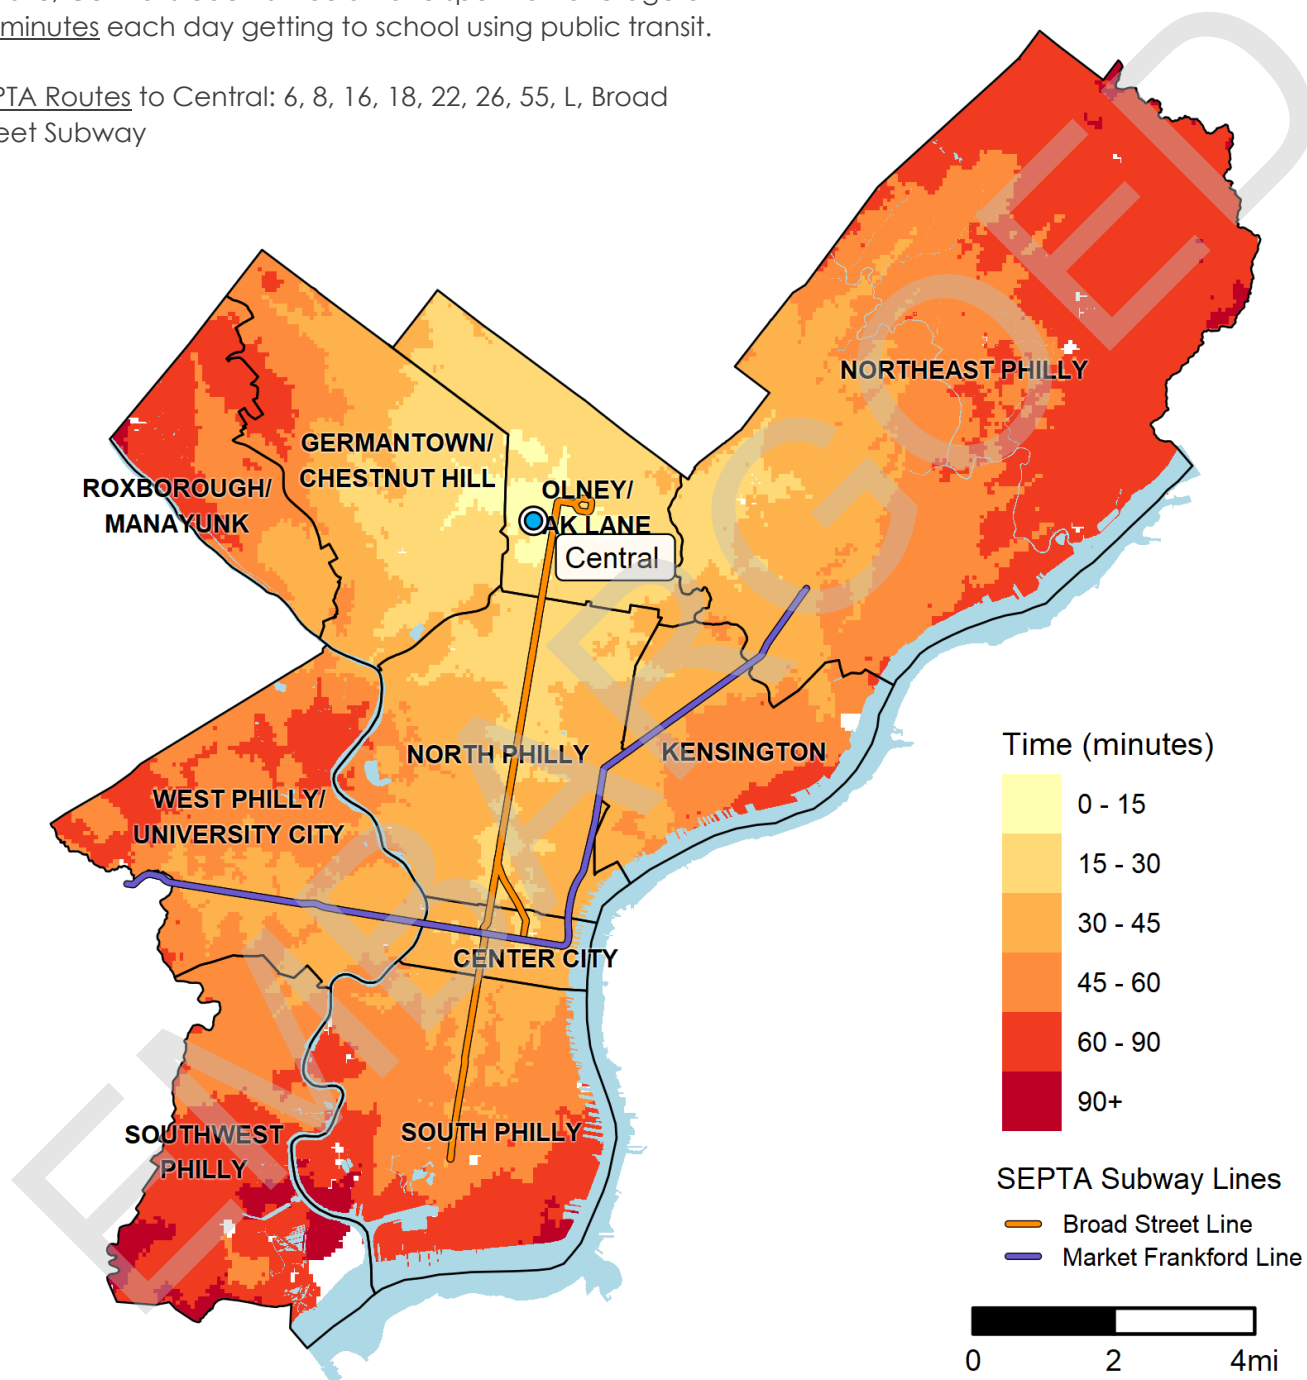 minutes each day getting to school using public transit.
PTA Routes to Central: 6, 8, 16, 18, 22, 26, 55, L, Broad
eet Subway
NORTHEAST PHILLY
GERMANTOWN/
CHESTNUT HILL
ROXBOROUGH/
MANAYUNK
OLNEY/
AK LANE
Central
NORTH PHILLY
KENSINGTON
WEST PHILLY/
UNIVERSITY CITY
CENTER CITY
SOUTHWEST
PHILLY
SOUTH PHILLY
Time (minutes)
0 - 15
15 - 30
30 - 45
45 - 60
60 - 90
90+
SEPTA Subway Lines
Broad Street Line
Market Frankford Line
0 2 4mi
EMBARGOED